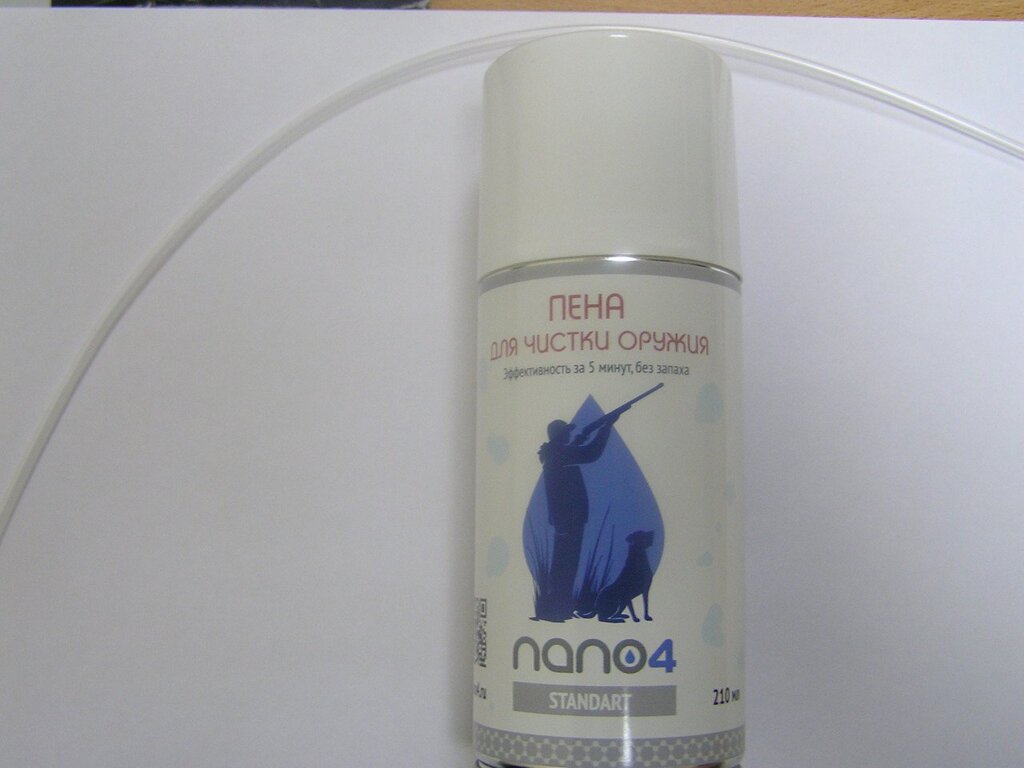 ПЕНА
ДЛЯ ЧИСТКИ ОРУЖИЯ
Эффективность за 5 минут, без запаха
nano4
STANDART
210 мл